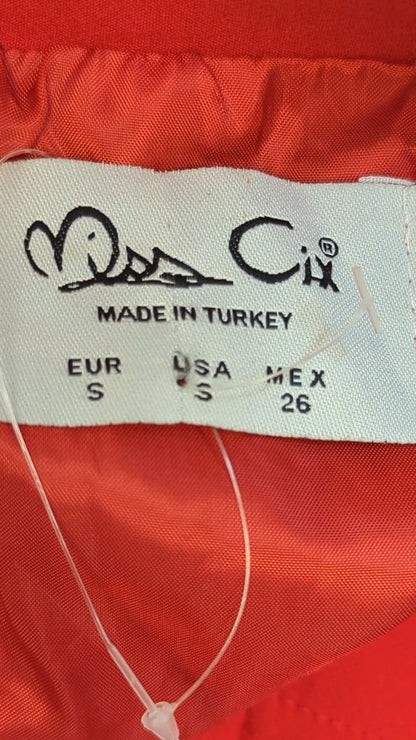 Miss Cix®
MADE IN TURKEY
EUR USA MEX
S S 26